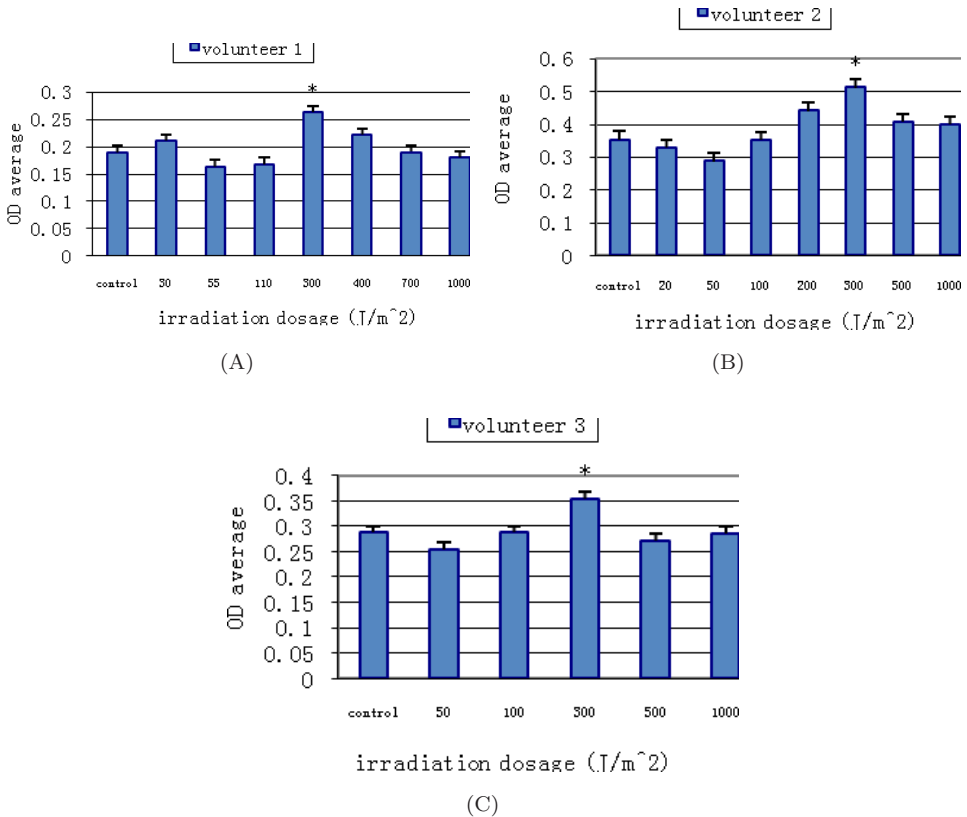 volunteer 1
*
0.3
0.25
0.2
0.15
0.1
0.05
0
OD average
control 30 55 110 300 400 700 1000
irradiation dosage (J/m^2)
(A)
volunteer 2
*
0.6
0.5
0.4
0.3
0.2
0.1
0
OD average
control 20 50 100 200 300 500 1000
irradiation dosage (J/m^2)
(B)
volunteer 3
*
0.4
0.35
0.3
0.25
0.2
0.15
0.1
0.05
0
OD average
control 50 100 300 500 1000
irradiation dosage (J/m^2)
(C)